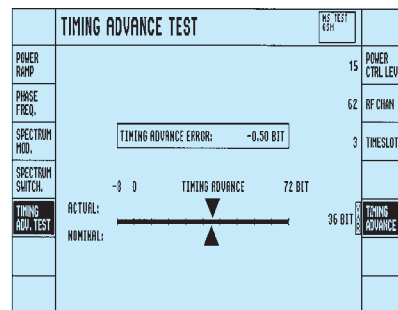 TIMING ADVANCE TEST
MS TEST
GSM
POWER
RAMP
15
POWER
CTRL LEV
PHASE
FREQ.
62
RF CHAN
SPECTRUM
MOD.
TIMING ADVANCE ERROR: -0.50 BIT
3
TIMESLOT
SPECTRUM
SWITCH.
-8 0 TIMING ADVANCE 72 BIT
TIMING
ADV. TEST
ACTUAL:
NOMINAL:
36 BIT
VAR
TIMING
ADVANCE